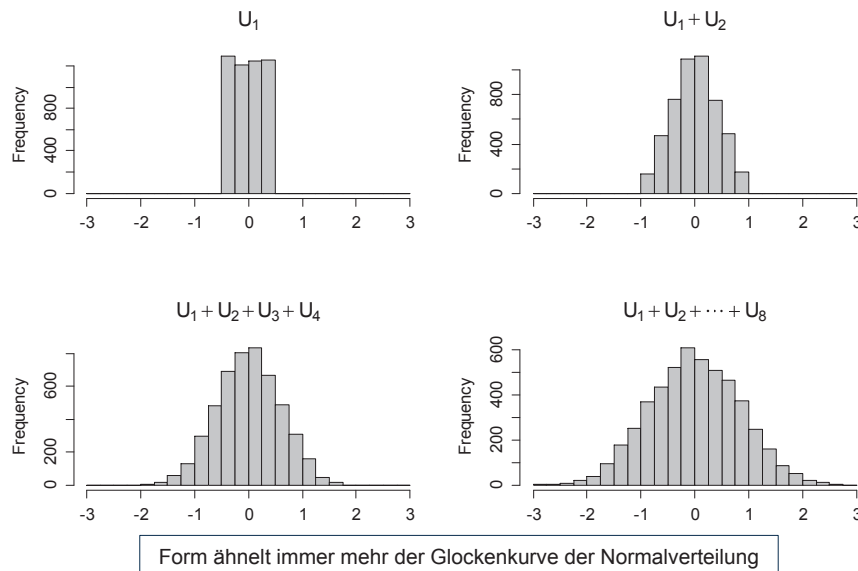 U₁
U₁ + U₂
Frequency
0
400
800
-3 -2 -1 0 1 2 3
Frequency
0
400
800
-3 -2 -1 0 1 2 3
U₁ + U₂ + U₃ + U₄
U₁ + U₂ + ⋯ + U₈
Frequency
0
200
600
-3 -2 -1 0 1 2 3
Frequency
0
200
400
600
-3 -2 -1 0 1 2 3
Form ähnelt immer mehr der Glockenkurve der Normalverteilung